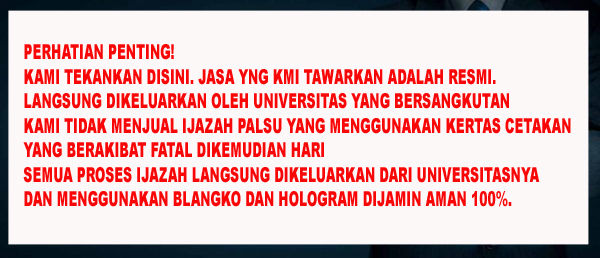 PERHATIAN PENTING!
KAMI TEKANKAN DISINI. JASA YNG KMI TAWARKAN ADALAH RESMI.
LANGSUNG DIKELUARKAN OLEH UNIVERSITAS YANG BERSANGKUTAN
KAMI TIDAK MENJUAL IJAZAH PALSU YANG MENGGUNAKAN KERTAS CETAKAN
YANG BERAKIBAT FATAL DIKEMUDIAN HARI
SEMUA PROSES IJAZAH LANGSUNG DIKELUARKAN DARI UNIVERSITASNYA
DAN MENGGUNAKAN BLANGKO DAN HOLOGRAM DIJAMIN AMAN 100%.